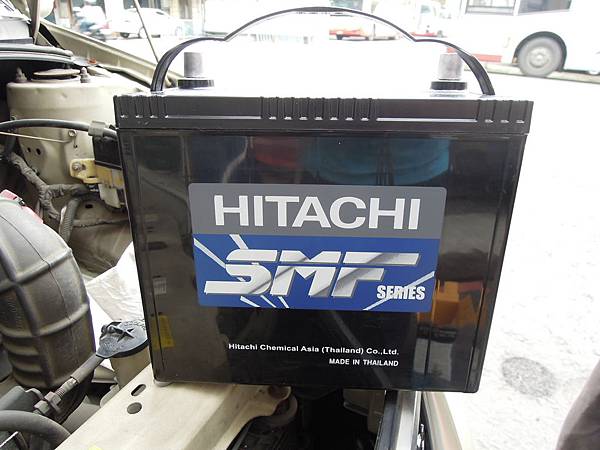 HITACHI
SMF
SERIES
Hitachi Chemical Asia (Thailand) Co.,Ltd.
MADE IN THAILAND